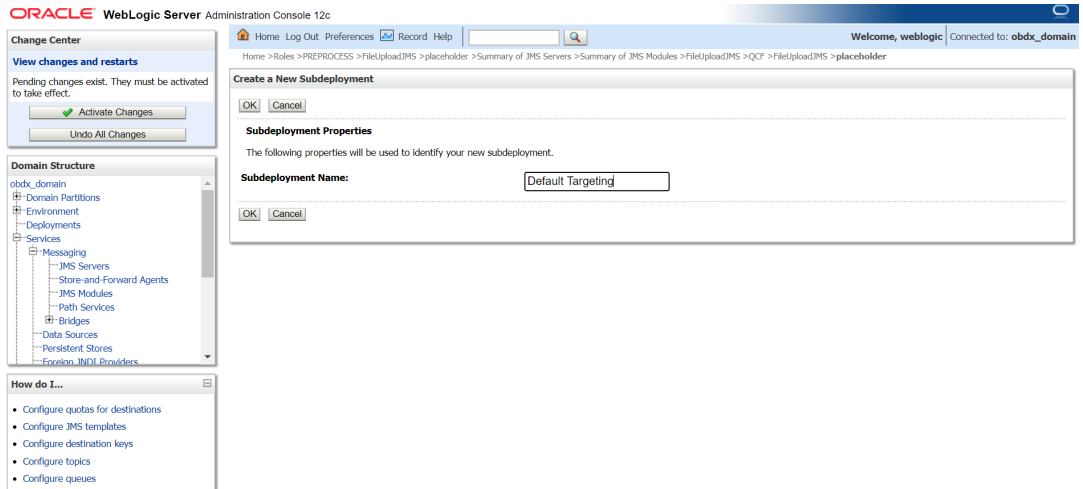 ORACLE WebLogic Server Administration Console 12c
Change Center
View changes and restarts
Pending changes exist. They must be activated
to take effect.
Activate Changes
Undo All Changes
Domain Structure
obdx_domain
Domain Partitions
Environment
Deployments
Services
Messaging
JMS Servers
Store-and-Forward Agents
JMS Modules
Path Services
Bridges
Data Sources
Persistent Stores
Foreign JNDI Providers
How do I...
Configure quotas for destinations
Configure JMS templates
Configure destination keys
Configure topics
Configure queues
Home Log Out Preferences Record Help
Welcome, weblogic Connected to: obdx_domain
Home >Roles >PREPROCESS >FileUploadJMS >placeholder >Summary of JMS Servers >Summary of JMS Modules >FileUploadJMS >QCF >FileUploadJMS >placeholder
Create a New Subdeployment
OK Cancel
Subdeployment Properties
The following properties will be used to identify your new subdeployment.
Subdeployment Name: Default Targeting
OK Cancel